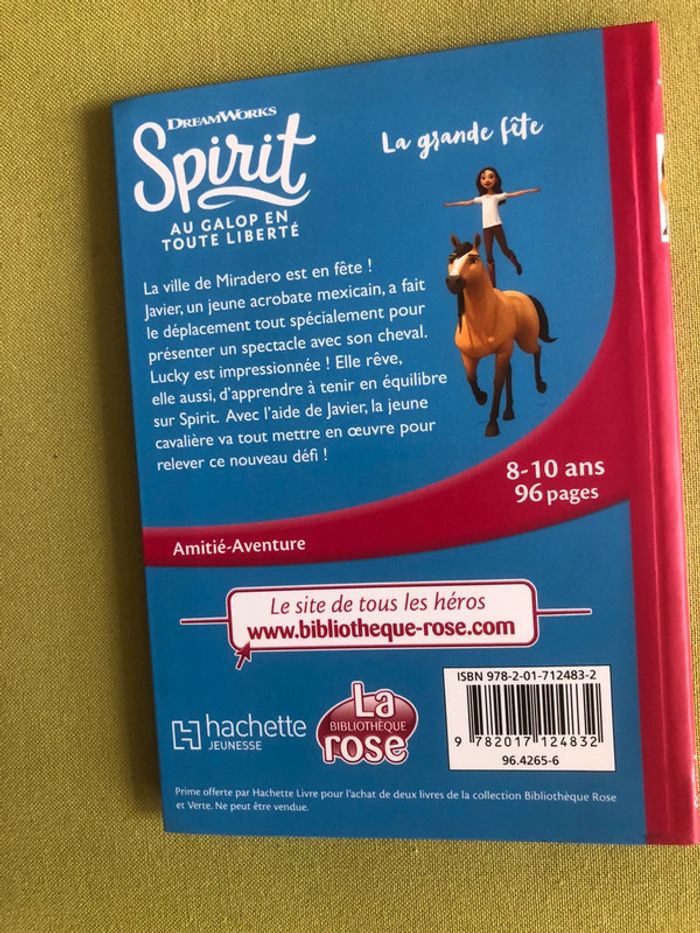 DREAMWORKS
Spirit
AU GALOP EN
TOUTE LIBERTÉ
La grande fête
La ville de Miradero est en fête !
Javier, un jeune acrobate mexicain, a fait
le déplacement tout spécialement pour
présenter un spectacle avec son cheval.
Lucky est impressionnée ! Elle rêve,
elle aussi, d'apprendre à tenir en équilibre
sur Spirit. Avec l'aide de Javier, la jeune
cavalière va tout mettre en œuvre pour
relever ce nouveau défi !
8-10 ans
96 pages
Amitié-Aventure
Le site de tous les héros
www.bibliotheque-rose.com
hachette
JEUNESSE
La
BIBLIOTHÈQUE
rose
ISBN 978-2-01-712483-2
9 782017 124832
96.4265-6
Prime offerte par Hachette Livre pour l'achat de deux livres de la collection Bibliothèque Rose
et Verte. Ne peut être vendue.